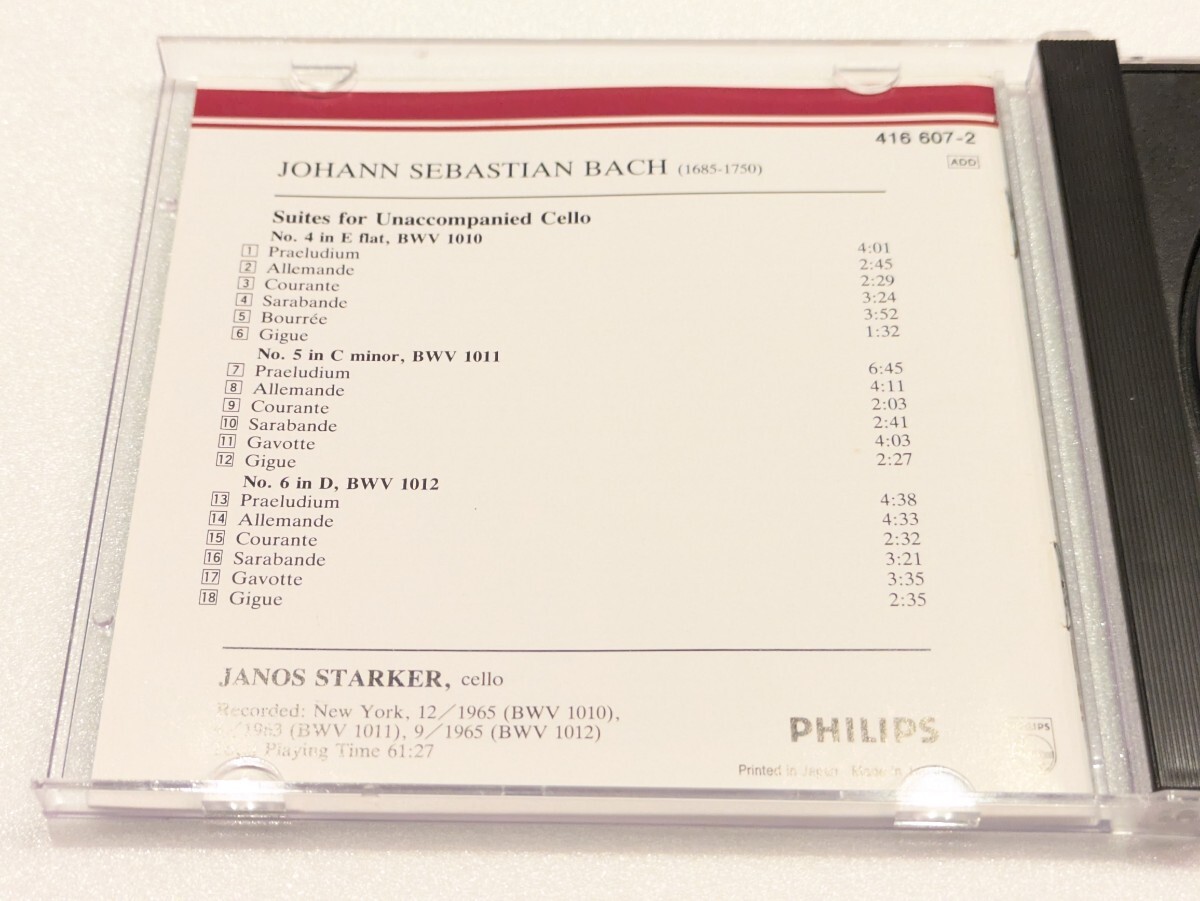 416 607-2
ADD
JOHANN SEBASTIAN BACH (1685-1750)
Suites for Unaccompanied Cello
No. 4 in E flat, BWV 1010
1 Praeludium 4:01
2 Allemande 2:45
3 Courante 2:29
4 Sarabande 3:24
5 Bourrée 3:52
6 Gigue 1:32
No. 5 in C minor, BWV 1011
7 Praeludium 6:45
8 Allemande 4:11
9 Courante 2:03
10 Sarabande 2:41
11 Gavotte 4:03
12 Gigue 2:27
No. 6 in D, BWV 1012
13 Praeludium 4:38
14 Allemande 4:33
15 Courante 2:32
16 Sarabande 3:21
17 Gavotte 3:35
18 Gigue 2:35
JANOS STARKER, cello
Recorded: New York, 12/1965 (BWV 1010),
/1963 (BWV 1011), 9/1965 (BWV 1012)
Playing Time 61:27
PHILIPS
PHILIPS
Printed in Japan